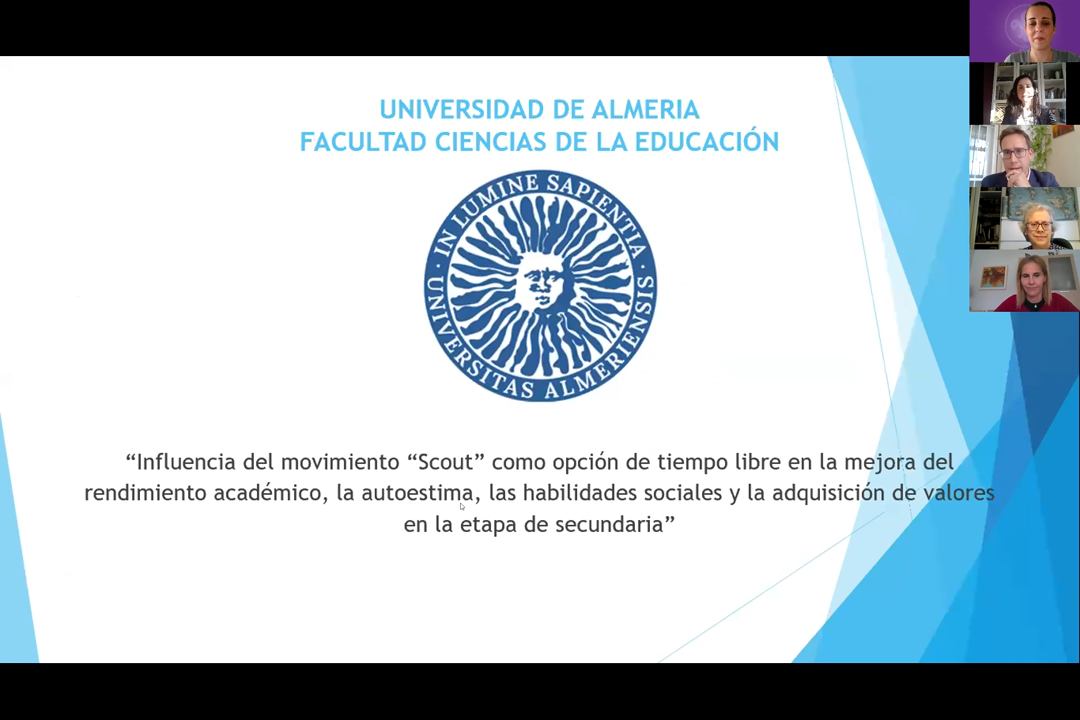 UNIVERSIDAD DE ALMERIA
FACULTAD CIENCIAS DE LA EDUCACIÓN
· IN LUMINE SAPIENTIA ·
UNIVERSITAS ALMERIENSIS
“Influencia del movimiento “Scout” como opción de tiempo libre en la mejora del
rendimiento académico, la autoestima, las habilidades sociales y la adquisición de valores
en la etapa de secundaria”